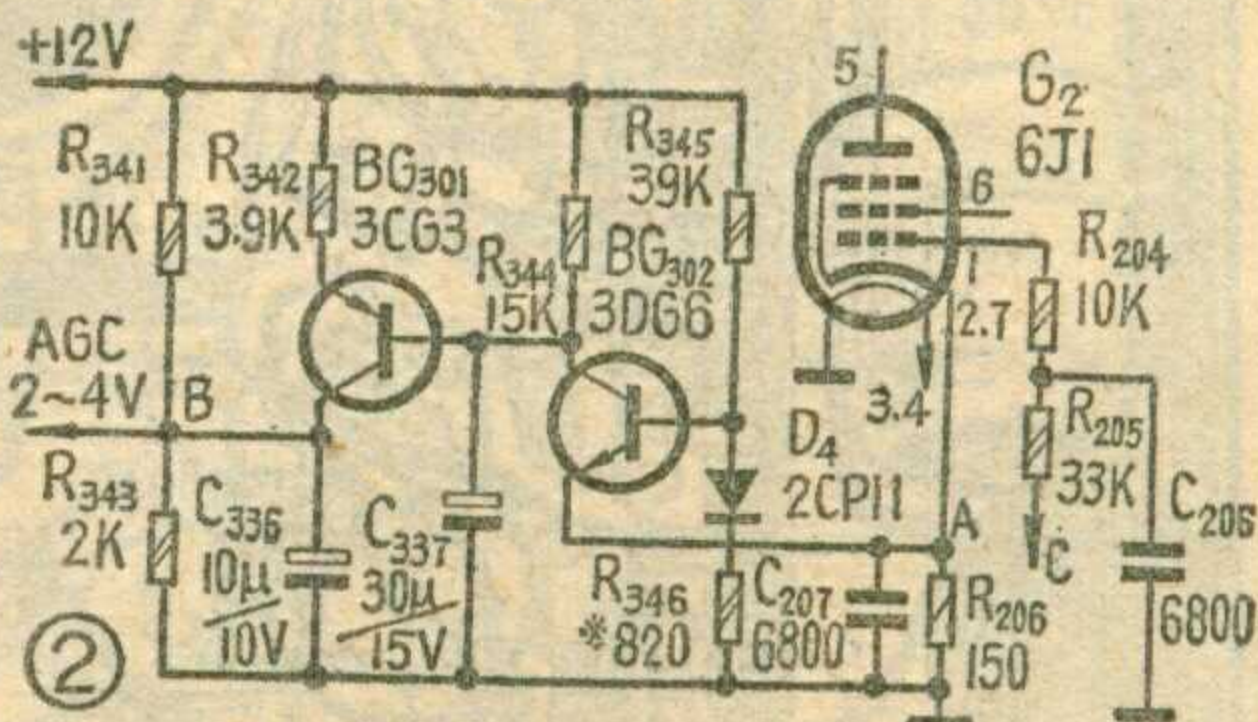 +12V
R341
10K
R342
3.9K
BG301
3CG3
R344
15K
R345
39K
BG302
3DG6
5
G2
6J1
6
1
2.7
3.4
R204
10K
R205
33K
C
C206
6800
AGC
2~4V
B
R343
2K
C336
10μ
10V
C337
30μ
15V
D4
2CP11
A
R346
*820
C207
6800
R206
150
②